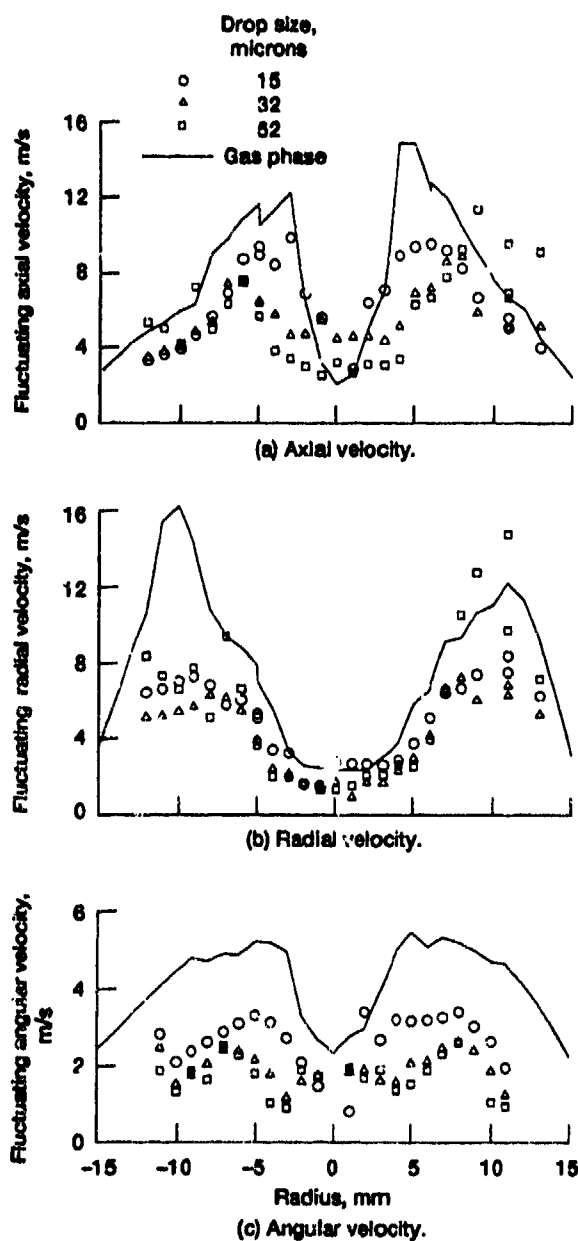 Drop size,
microns
15
32
52
Gas phase
Fluctuating axial velocity, m/s
16
12
8
4
0
(a) Axial velocity.
Fluctuating radial velocity, m/s
16
12
8
4
0
(b) Radial velocity.
Fluctuating angular velocity,
m/s
6
4
2
0
-15
-10
-5
0
5
10
15
Radius, mm
(c) Angular velocity.